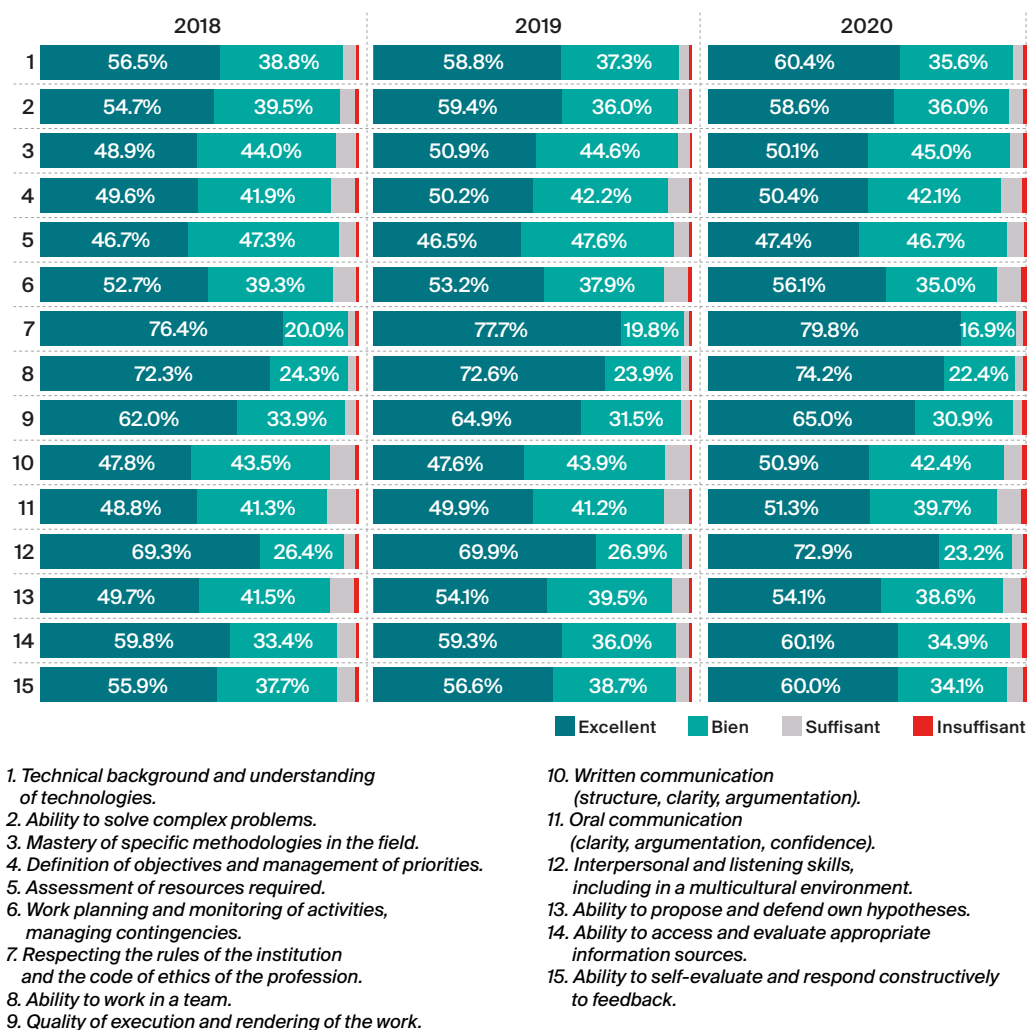 2018 2019 2020
1 56.5% 38.8% 58.8% 37.3% 60.4% 35.6%
2 54.7% 39.5% 59.4% 36.0% 58.6% 36.0%
3 48.9% 44.0% 50.9% 44.6% 50.1% 45.0%
4 49.6% 41.9% 50.2% 42.2% 50.4% 42.1%
5 46.7% 47.3% 46.5% 47.6% 47.4% 46.7%
6 52.7% 39.3% 53.2% 37.9% 56.1% 35.0%
7 76.4% 20.0% 77.7% 19.8% 79.8% 16.9%
8 72.3% 24.3% 72.6% 23.9% 74.2% 22.4%
9 62.0% 33.9% 64.9% 31.5% 65.0% 30.9%
10 47.8% 43.5% 47.6% 43.9% 50.9% 42.4%
11 48.8% 41.3% 49.9% 41.2% 51.3% 39.7%
12 69.3% 26.4% 69.9% 26.9% 72.9% 23.2%
13 49.7% 41.5% 54.1% 39.5% 54.1% 38.6%
14 59.8% 33.4% 59.3% 36.0% 60.1% 34.9%
15 55.9% 37.7% 56.6% 38.7% 60.0% 34.1%
Excellent Bien Suffisant Insuffisant
1. Technical background and understanding
of technologies.
2. Ability to solve complex problems.
3. Mastery of specific methodologies in the field.
4. Definition of objectives and management of priorities.
5. Assessment of resources required.
6. Work planning and monitoring of activities,
managing contingencies.
7. Respecting the rules of the institution
and the code of ethics of the profession.
8. Ability to work in a team.
9. Quality of execution and rendering of the work.
10. Written communication
(structure, clarity, argumentation).
11. Oral communication
(clarity, argumentation, confidence).
12. Interpersonal and listening skills,
including in a multicultural environment.
13. Ability to propose and defend own hypotheses.
14. Ability to access and evaluate appropriate
information sources.
15. Ability to self-evaluate and respond constructively
to feedback.